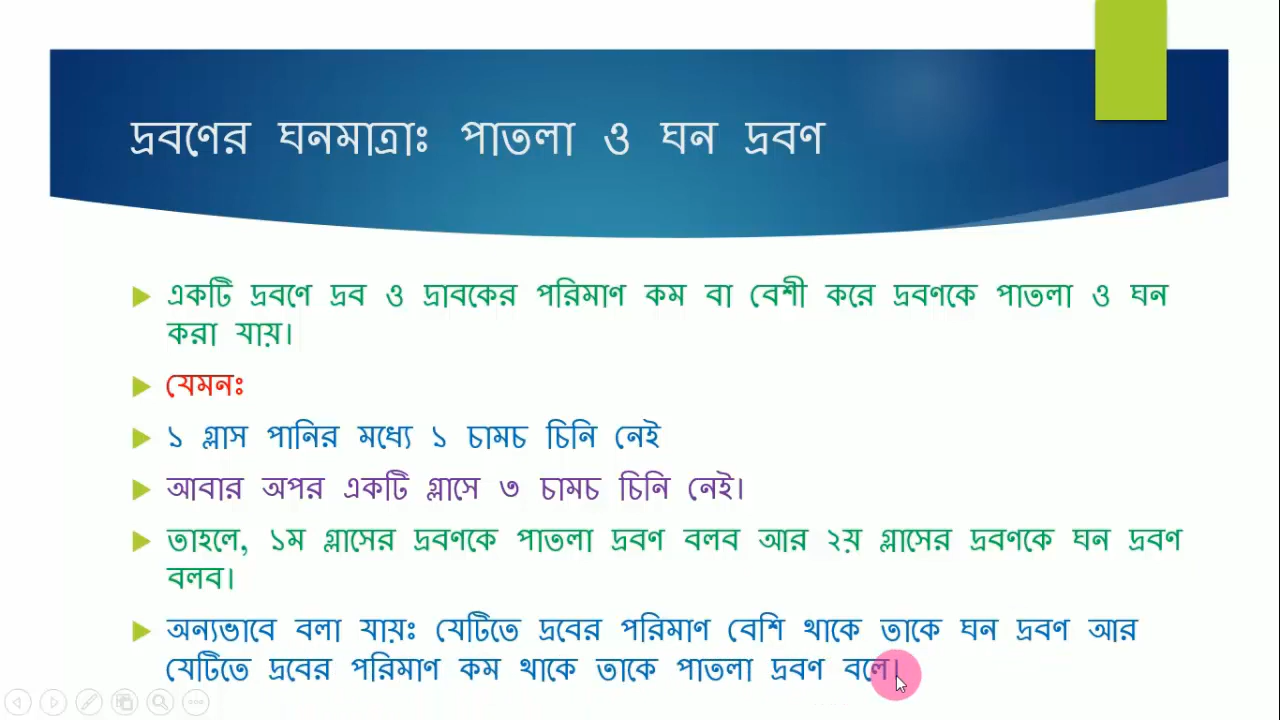 দ্রবণের ঘনমাত্রাঃ পাতলা ও ঘন দ্রবণ
একটি দ্রবণে দ্রব ও দ্রাবকের পরিমাণ কম বা বেশী করে দ্রবণকে পাতলা ও ঘন
করা যায়।
যেমনঃ
১ গ্লাস পানির মধ্যে ১ চামচ চিনি নেই
আবার অপর একটি গ্লাসে ৩ চামচ চিনি নেই।
তাহলে, ১ম গ্লাসের দ্রবণকে পাতলা দ্রবণ বলব আর ২য় গ্লাসের দ্রবণকে ঘন দ্রবণ
বলব।
অন্যভাবে বলা যায়ঃ যেটিতে দ্রবের পরিমাণ বেশি থাকে তাকে ঘন দ্রবণ আর
যেটিতে দ্রবের পরিমাণ কম থাকে তাকে পাতলা দ্রবণ বলে।